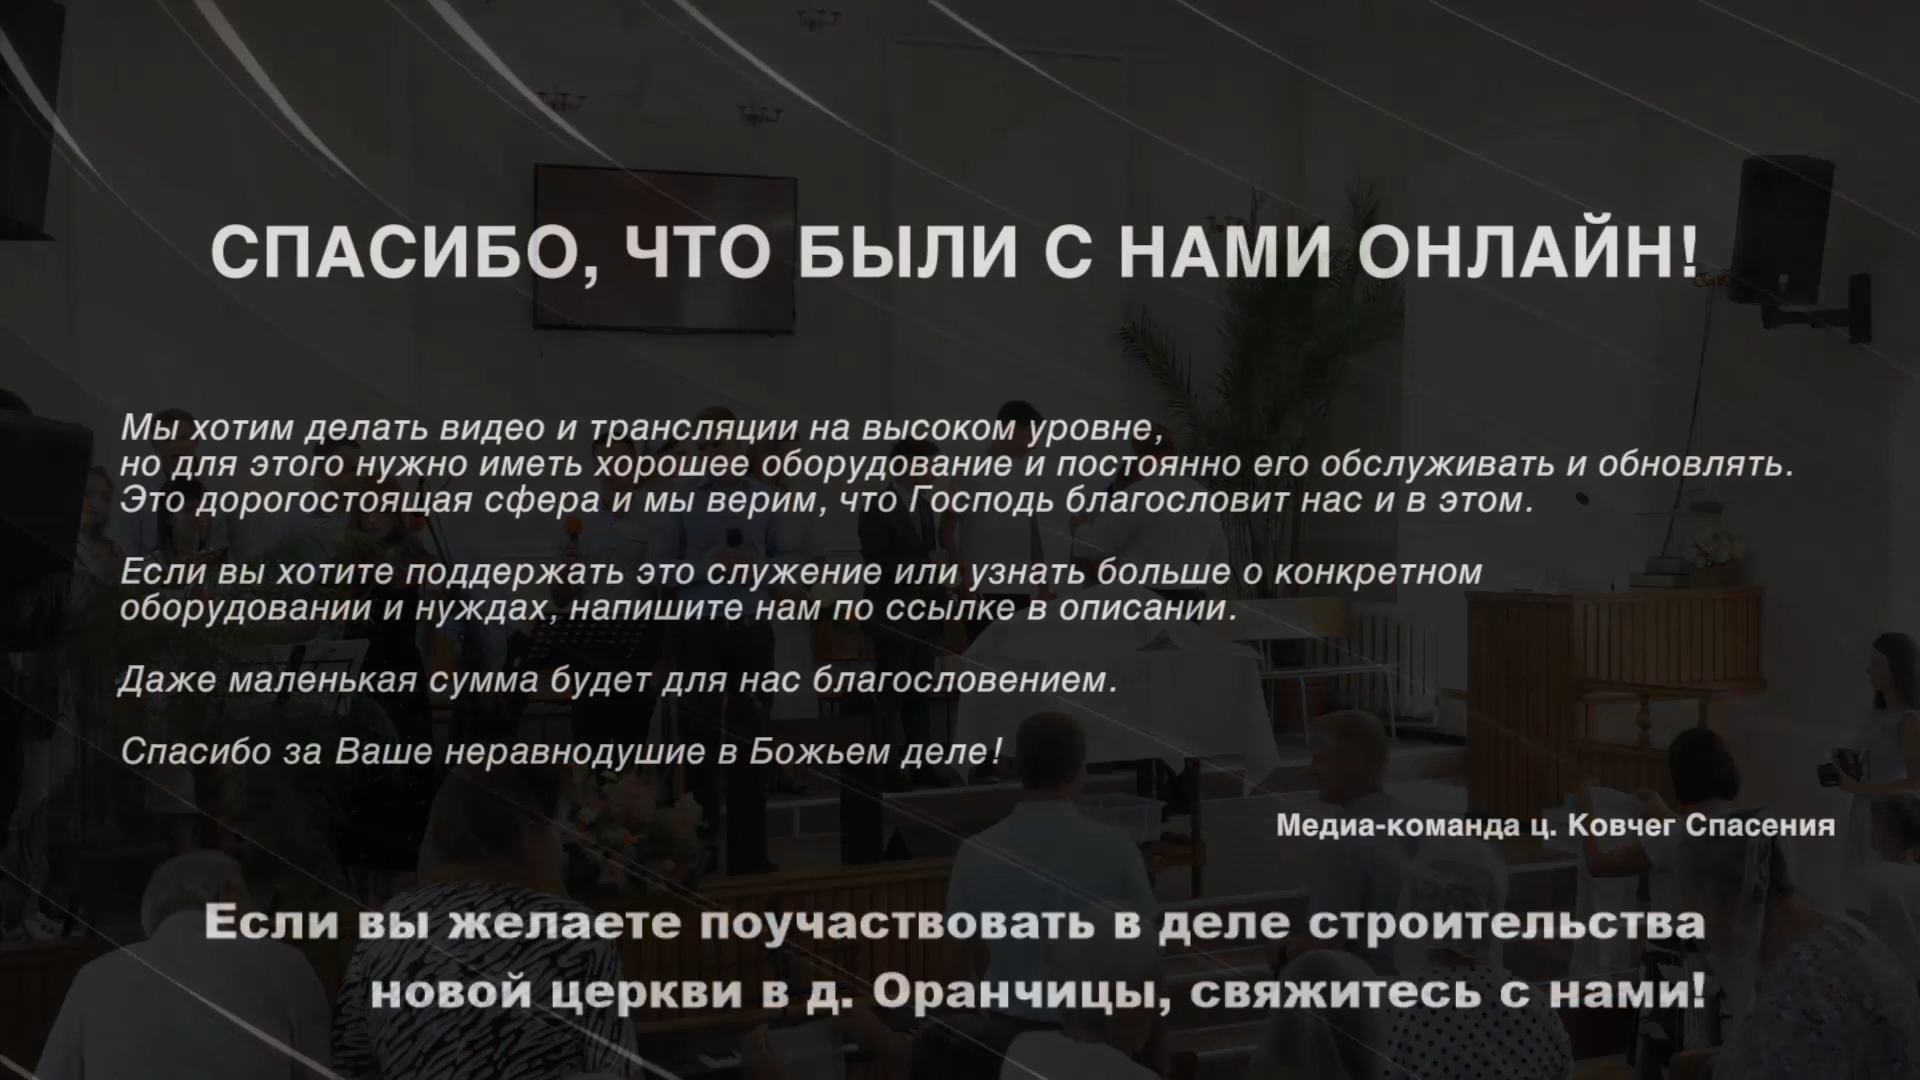 СПАСИБО, ЧТО БЫЛИ С НАМИ ОНЛАЙН!
Мы хотим делать видео и трансляции на высоком уровне,
но для этого нужно иметь хорошее оборудование и постоянно его обслуживать и обновлять.
Это дорогостоящая сфера и мы верим, что Господь благословит нас и в этом.
Если вы хотите поддержать это служение или узнать больше о конкретном
оборудовании и нуждах, напишите нам по ссылке в описании.
Даже маленькая сумма будет для нас благословением.
Спасибо за Ваше неравнодушие в Божьем деле!
Медиа-команда ц. Ковчег Спасения
Если вы желаете поучаствовать в деле строительства
новой церкви в д. Оранчицы, свяжитесь с нами!